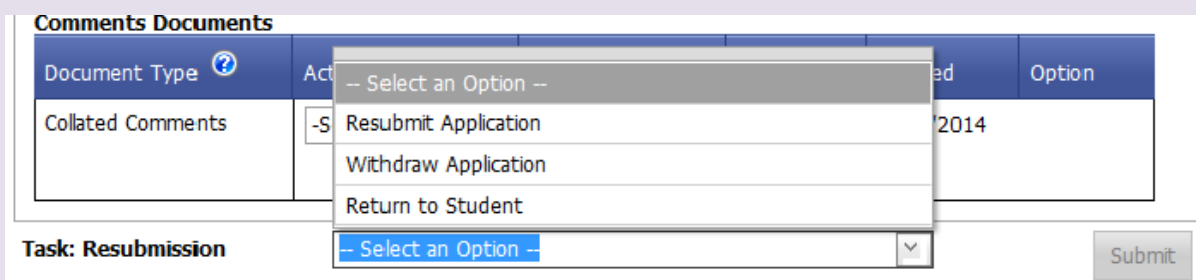 Comments Documents
Document Type ? Act ed Option
-- Select an Option --
Collated Comments -S Resubmit Application /2014
Withdraw Application
Return to Student
Task: Resubmission -- Select an Option -- Submit